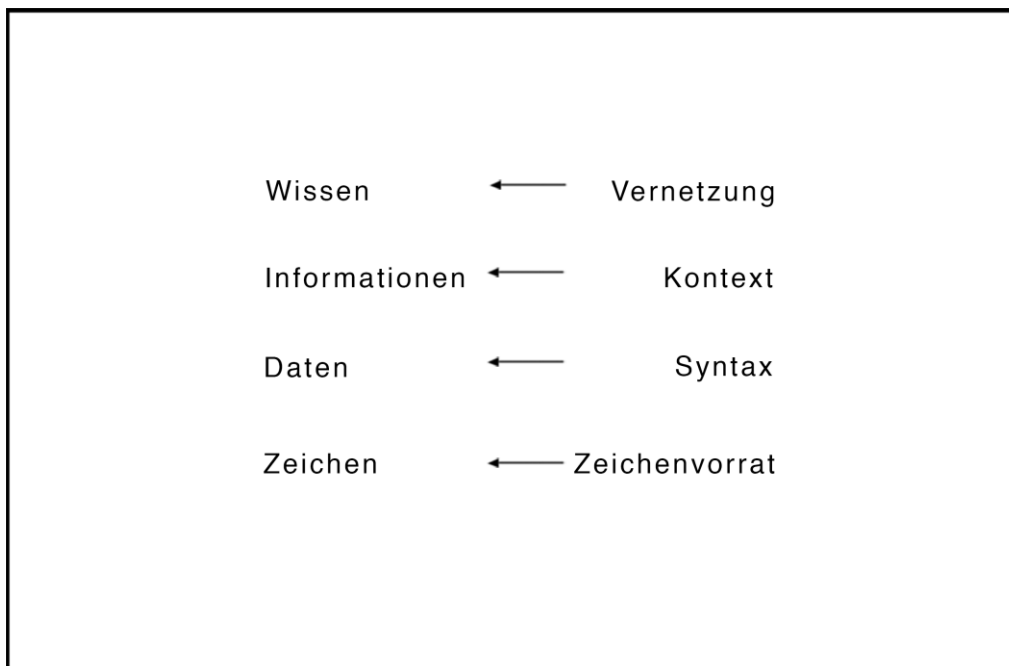 Wissen Vernetzung
Informationen Kontext
Daten Syntax
Zeichen Zeichenvorrat